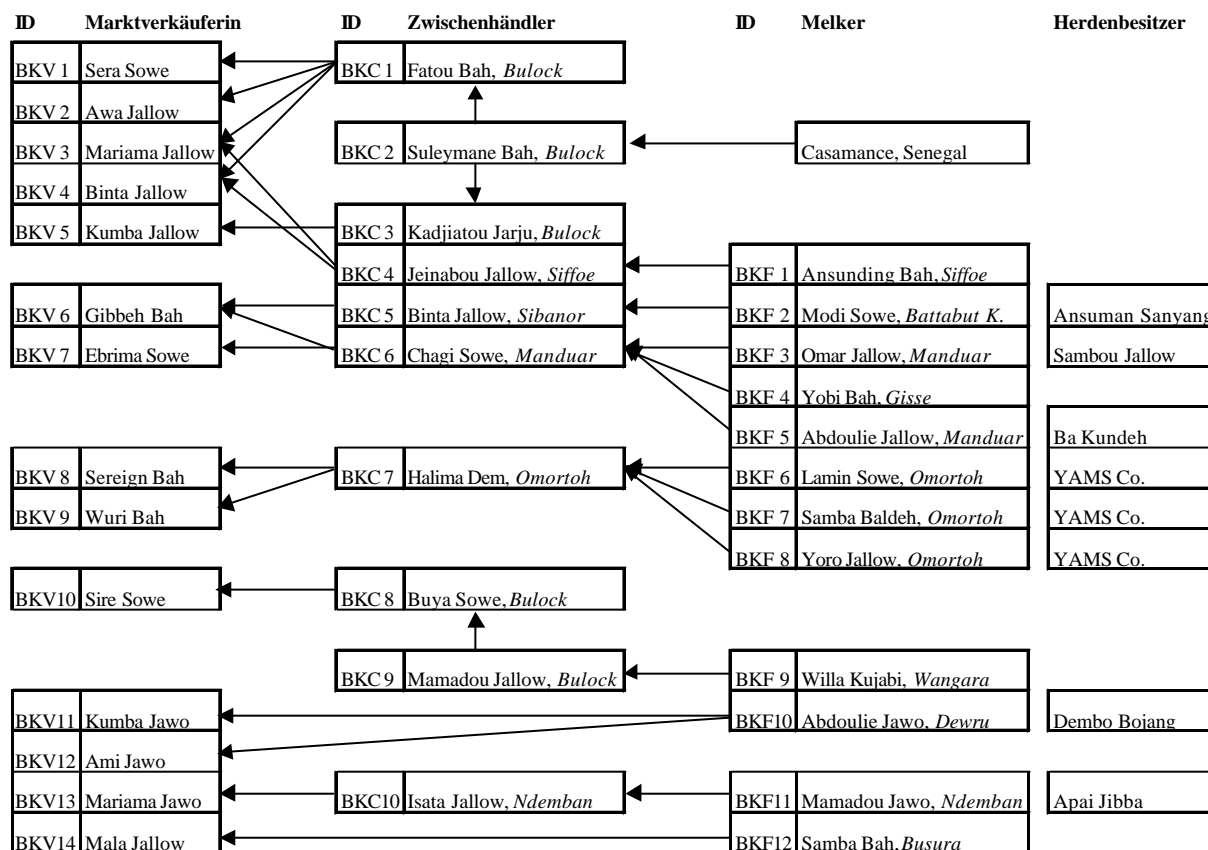 ID Marktverkäuferin ID Zwischenhändler ID Melker Herdenbesitzer
BKV 1 Sera Sowe BKC 1 Fatou Bah, Bulock
BKV 2 Awa Jallow
BKV 3 Mariama Jallow BKC 2 Suleymane Bah, Bulock Casamance, Senegal
BKV 4 Binta Jallow
BKV 5 Kumba Jallow BKC 3 Kadjiatou Jarju, Bulock
BKC 4 Jeinabou Jallow, Siffoe BKF 1 Ansunding Bah, Siffoe
BKV 6 Gibbeh Bah BKC 5 Binta Jallow, Sibanor BKF 2 Modi Sowe, Battabut K. Ansuman Sanyang
BKV 7 Ebrima Sowe BKC 6 Chagi Sowe, Manduar BKF 3 Omar Jallow, Manduar Sambou Jallow
BKF 4 Yobi Bah, Gisse
BKF 5 Abdoulie Jallow, Manduar Ba Kundeh
BKV 8 Sereign Bah BKC 7 Halima Dem, Omortoh BKF 6 Lamin Sowe, Omortoh YAMS Co.
BKV 9 Wuri Bah BKF 7 Samba Baldeh, Omortoh YAMS Co.
BKF 8 Yoro Jallow, Omortoh YAMS Co.
BKV10 Sire Sowe BKC 8 Buya Sowe, Bulock
BKC 9 Mamadou Jallow, Bulock BKF 9 Willa Kujabi, Wangara
BKV11 Kumba Jawo BKF10 Abdoulie Jawo, Dewru Dembo Bojang
BKV12 Ami Jawo
BKV13 Mariama Jawo BKC10 Isata Jallow, Ndemban BKF11 Mamadou Jawo, Ndemban Apai Jibba
BKV14 Mala Jallow BKF12 Samba Bah, Busura